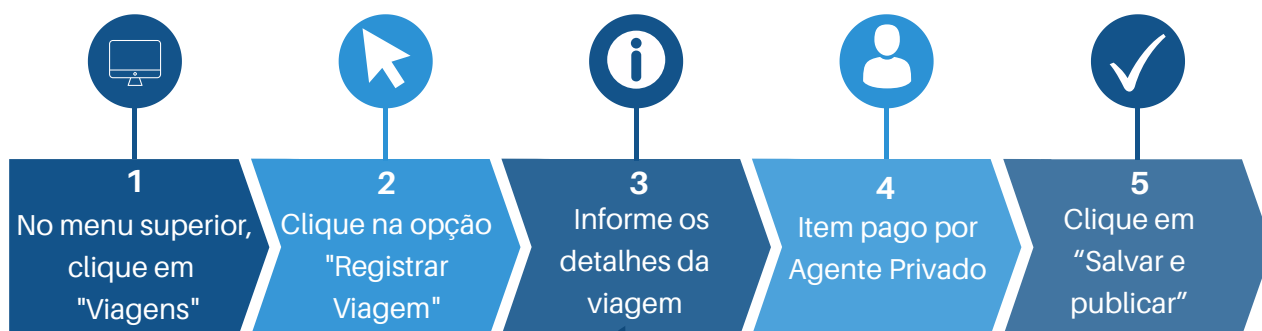 1
No menu superior,
clique em
"Viagens"
2
Clique na opção
"Registrar
Viagem"
3
Informe os
detalhes da
viagem
4
Item pago por
Agente Privado
5
Clique em
“Salvar e
publicar”